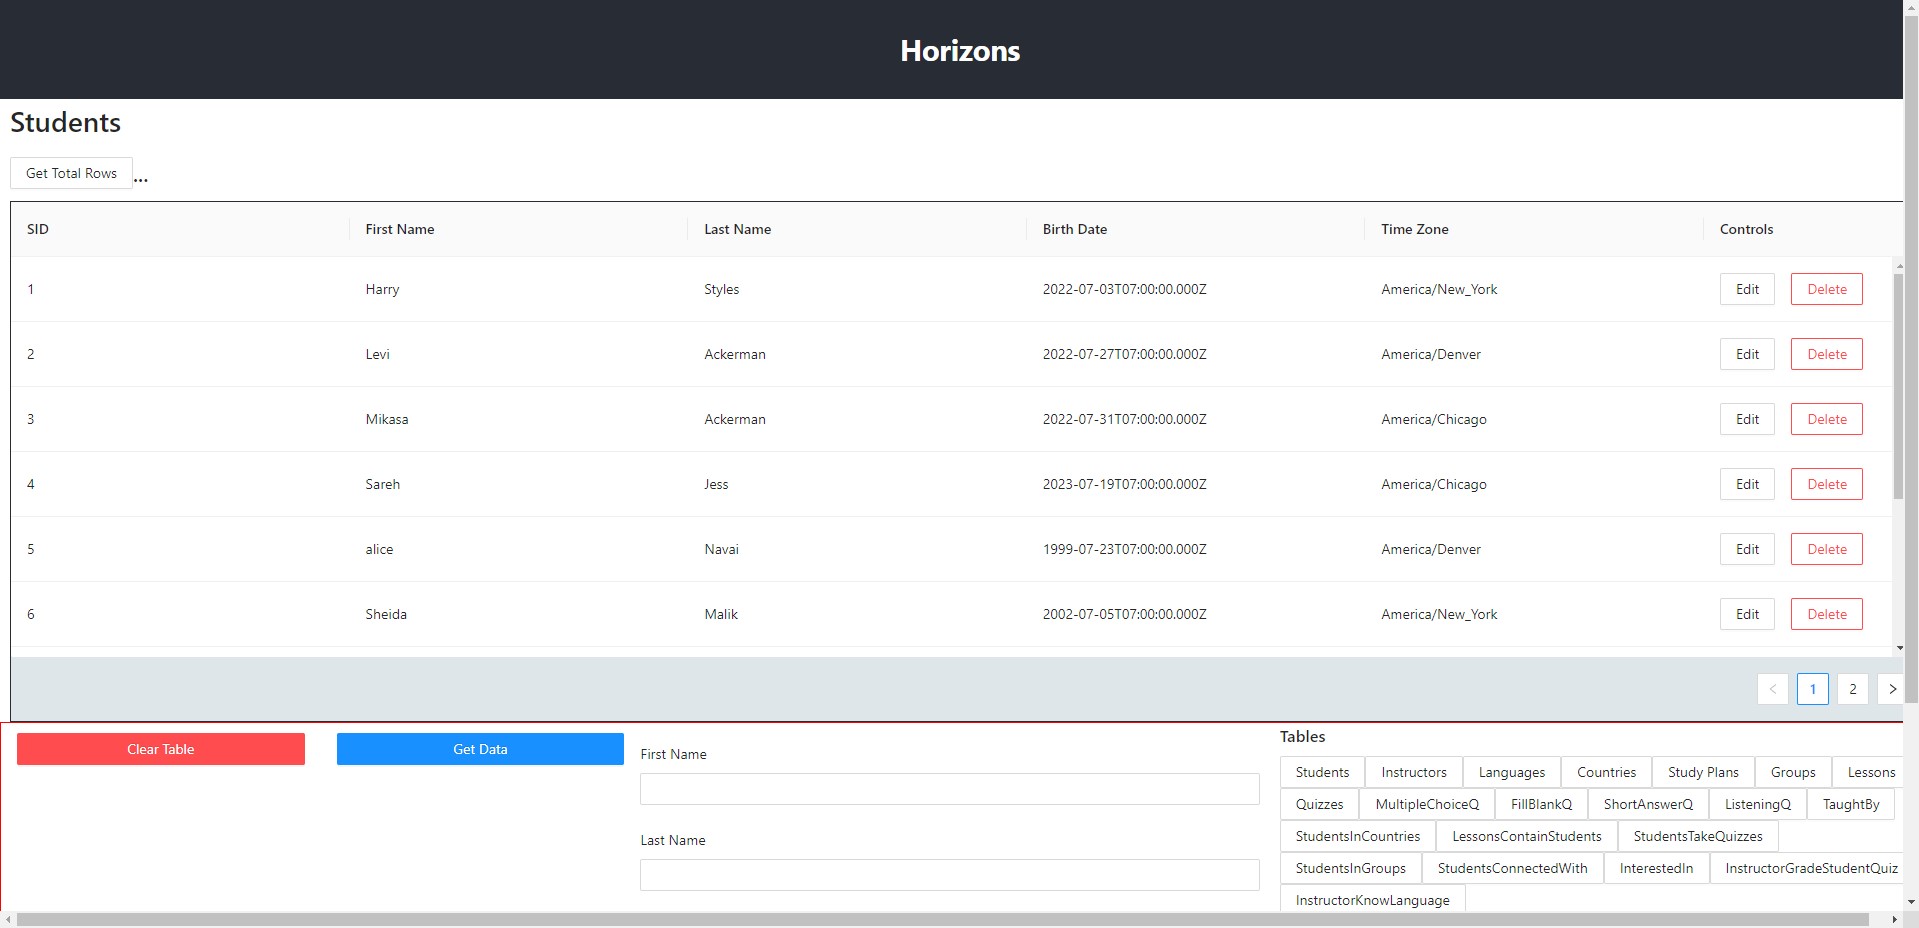 Horizons
Students
Get Total Rows ...
SID First Name Last Name Birth Date Time Zone Controls
1 Harry Styles 2022-07-03T07:00:00.000Z America/New_York Edit Delete
2 Levi Ackerman 2022-07-27T07:00:00.000Z America/Denver Edit Delete
3 Mikasa Ackerman 2022-07-31T07:00:00.000Z America/Chicago Edit Delete
4 Sareh Jess 2023-07-19T07:00:00.000Z America/Chicago Edit Delete
5 alice Navai 1999-07-23T07:00:00.000Z America/Denver Edit Delete
6 Sheida Malik 2002-07-05T07:00:00.000Z America/New_York Edit Delete
< 1 2 >
Clear Table Get Data
First Name
Last Name
Tables
Students Instructors Languages Countries Study Plans Groups Lessons
Quizzes MultipleChoiceQ FillBlankQ ShortAnswerQ ListeningQ TaughtBy
StudentsInCountries LessonsContainStudents StudentsTakeQuizzes
StudentsInGroups StudentsConnectedWith InterestedIn InstructorGradeStudentQuiz
InstructorKnowLanguage